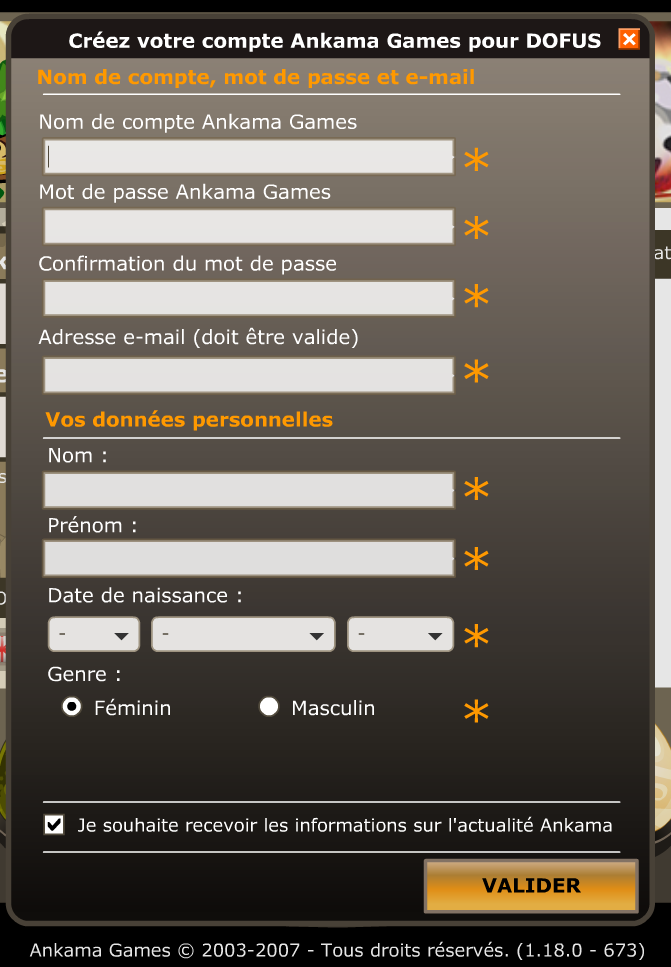 Créez votre compte Ankama Games pour DOFUS
Nom de compte, mot de passe et e-mail
Nom de compte Ankama Games
*
Mot de passe Ankama Games
*
Confirmation du mot de passe
*
Adresse e-mail (doit être valide)
*
Vos données personnelles
Nom :
*
Prénom :
*
Date de naissance :
- - - *
Genre :
Féminin Masculin *
Je souhaite recevoir les informations sur l'actualité Ankama
VALIDER
Ankama Games © 2003-2007 - Tous droits réservés. (1.18.0 - 673)